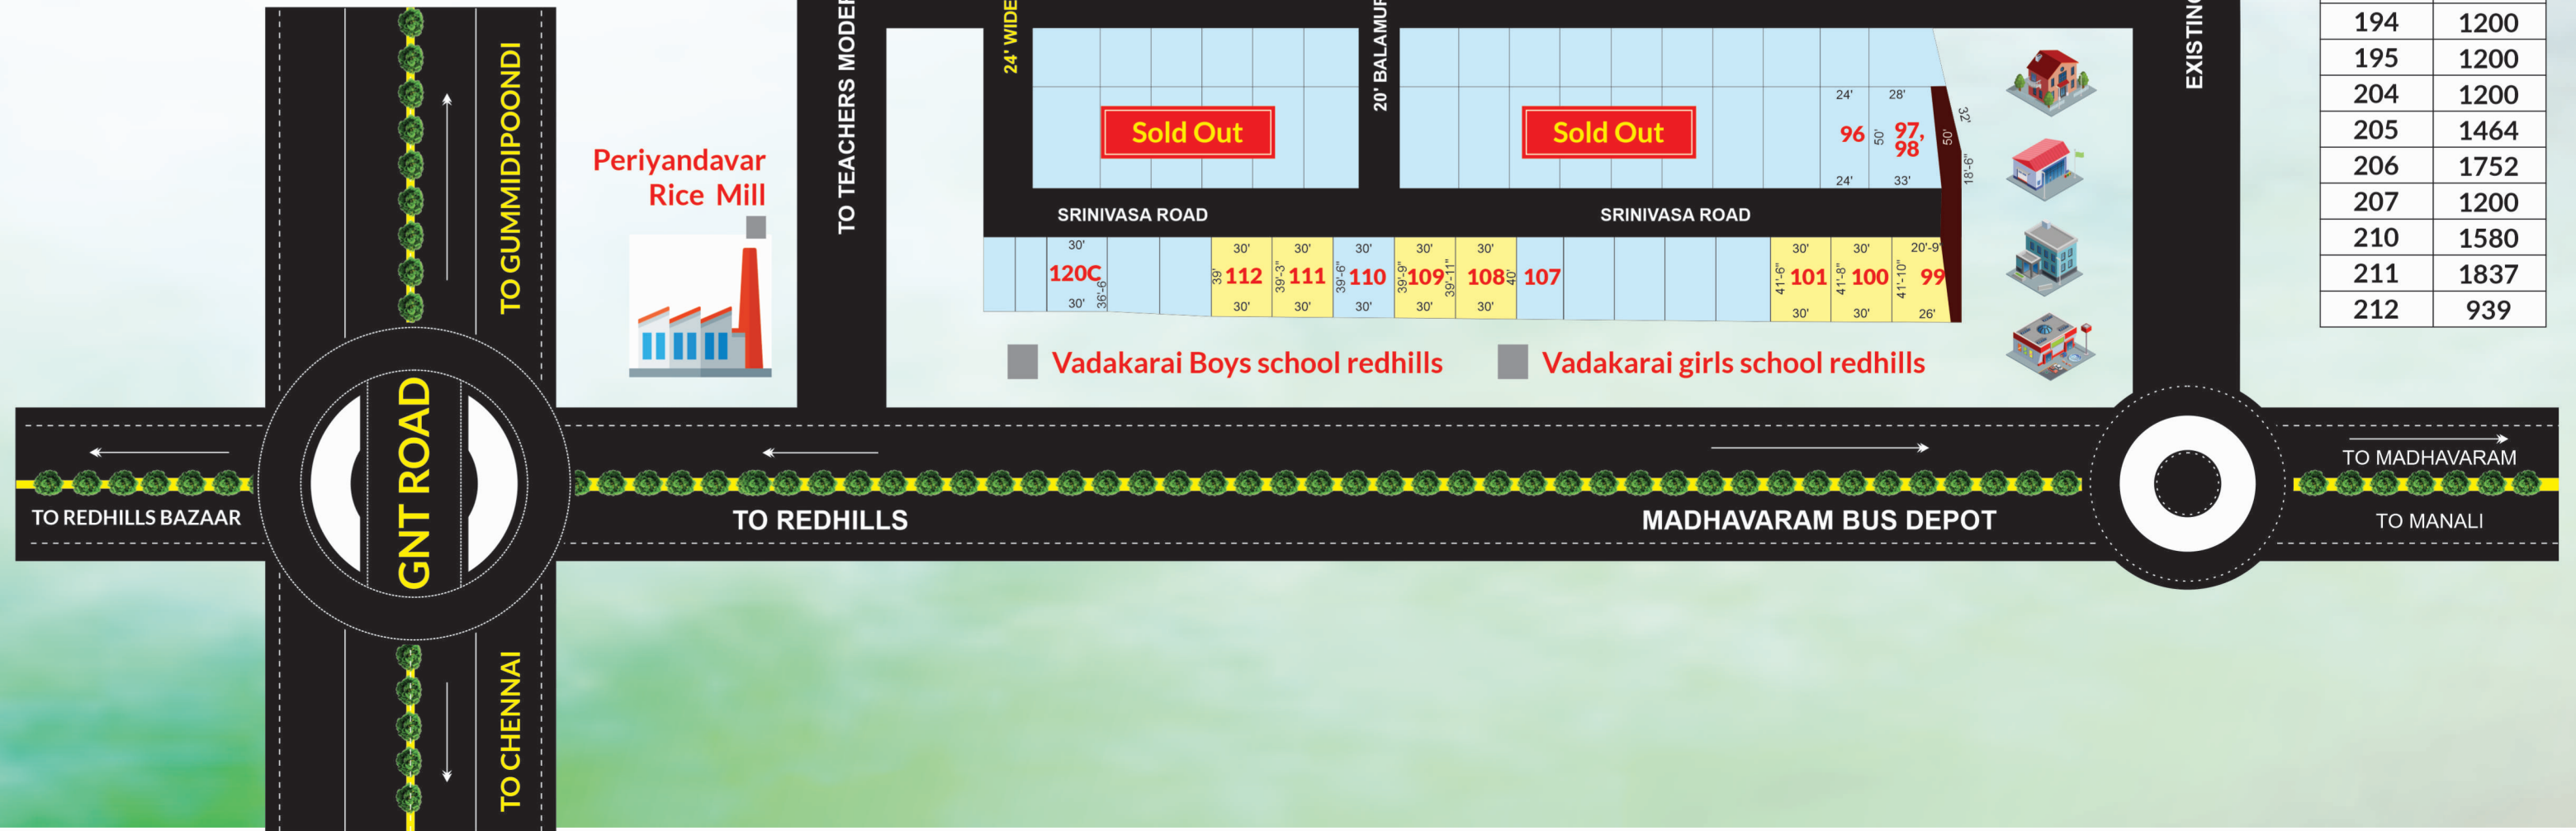 194 1200
195 1200
204 1200
205 1464
206 1752
207 1200
210 1580
211 1837
212 939
TO GUMMIDIPOONDI
Periyandavar
Rice Mill
TO TEACHERS MODER
24' WIDE
20' BALAMUR
EXISTING
Sold Out
Sold Out
24' 28'
96 50' 97,
98
50'
32'
18'-6"
24' 33'
SRINIVASA ROAD
SRINIVASA ROAD
30' 30' 30' 30' 30' 30' 30' 30' 20'-9"
120C 36'-6" 39' 112 39'-3" 111 39'-6" 110 39'-9" 109 39'-11" 108 40' 107 41'-6" 101 41'-8" 100 41'-10" 99
30' 30' 30' 30' 30' 30' 30' 30' 26'
Vadakarai Boys school redhills
Vadakarai girls school redhills
GNT ROAD
TO REDHILLS BAZAAR
TO REDHILLS
MADHAVARAM BUS DEPOT
TO MADHAVARAM
TO MANALI
TO CHENNAI